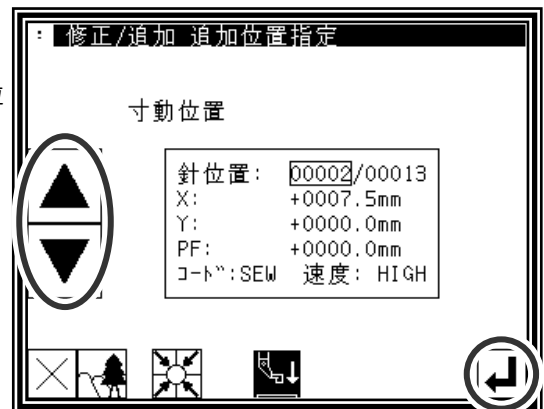 : 修正/追加 追加位置指定
寸動位置
針位置: 00002/00013
X: +0007.5mm
Y: +0000.0mm
PF: +0000.0mm
ｺｰﾄﾞ:SEW 速度: HIGH